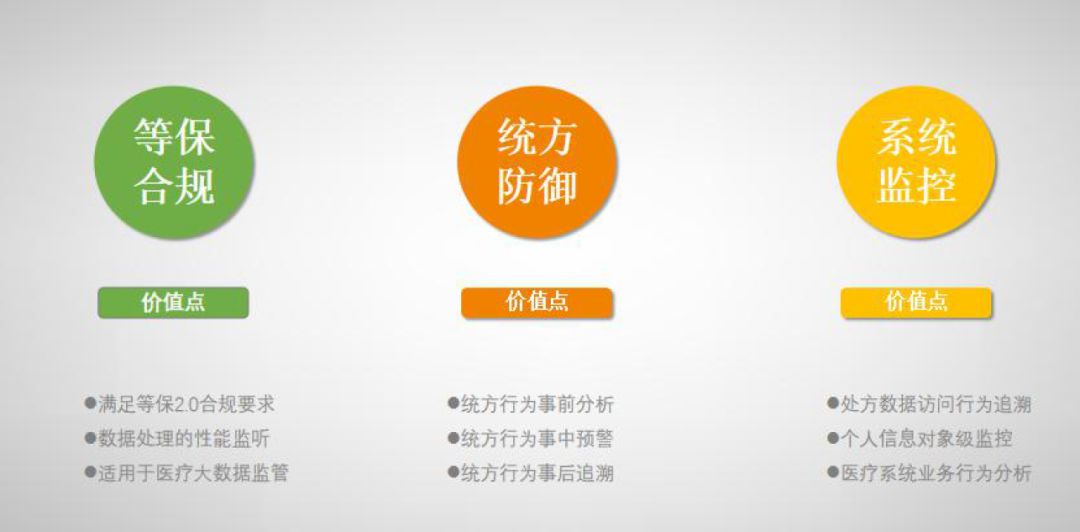 等保
合规
价值点
●满足等保2.0合规要求
●数据处理的性能监听
●适用于医疗大数据监管
统方
防御
价值点
●统方行为事前分析
●统方行为事中预警
●统方行为事后追溯
系统
监控
价值点
●处方数据访问行为追溯
●个人信息对象级监控
●医疗系统业务行为分析